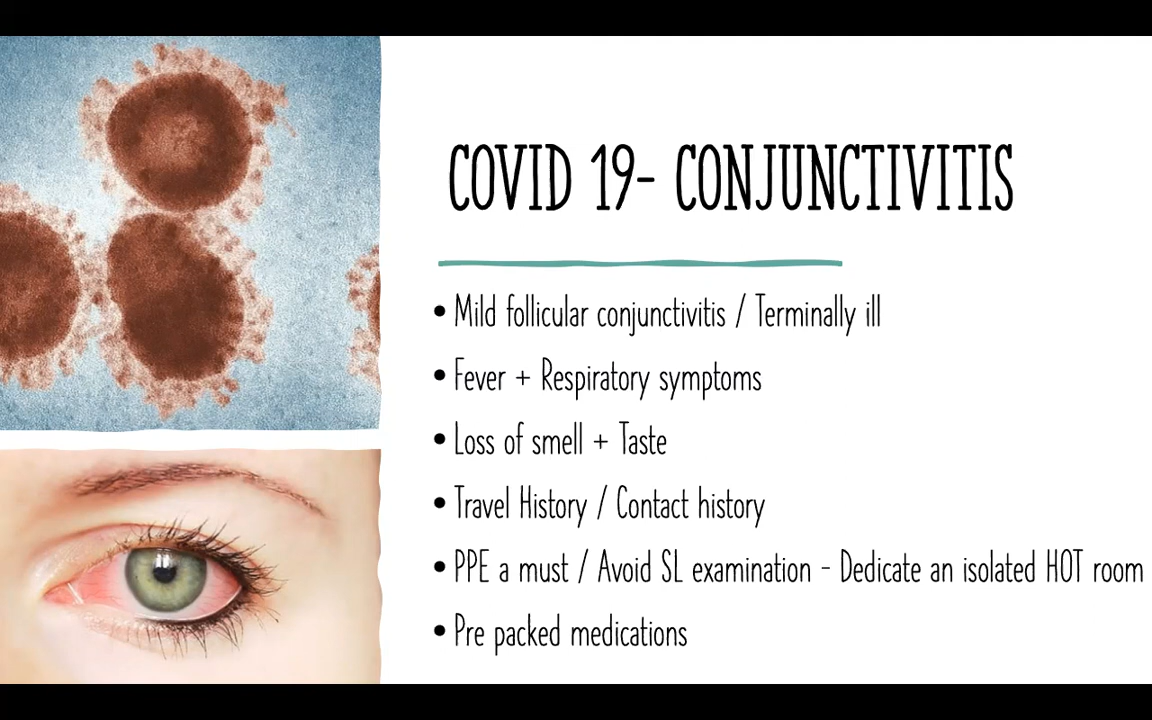 COVID 19- CONJUNCTIVITIS
• Mild follicular conjunctivitis / Terminally ill
• Fever + Respiratory symptoms
• Loss of smell + Taste
• Travel History / Contact history
• PPE a must / Avoid SL examination - Dedicate an isolated HOT room
• Pre packed medications